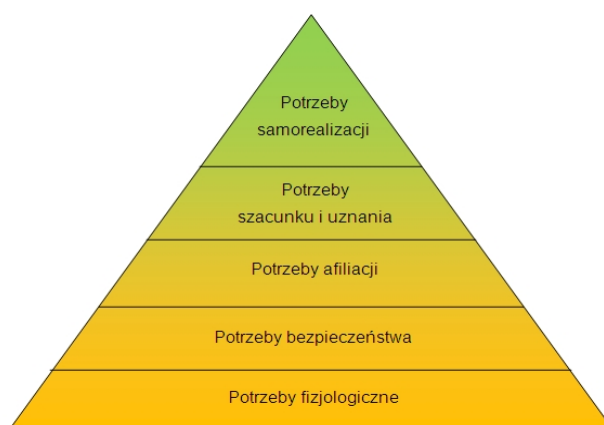 Potrzeby
samorealizacji
Potrzeby
szacunku i uznania
Potrzeby afiliacji
Potrzeby bezpieczeństwa
Potrzeby fizjologiczne